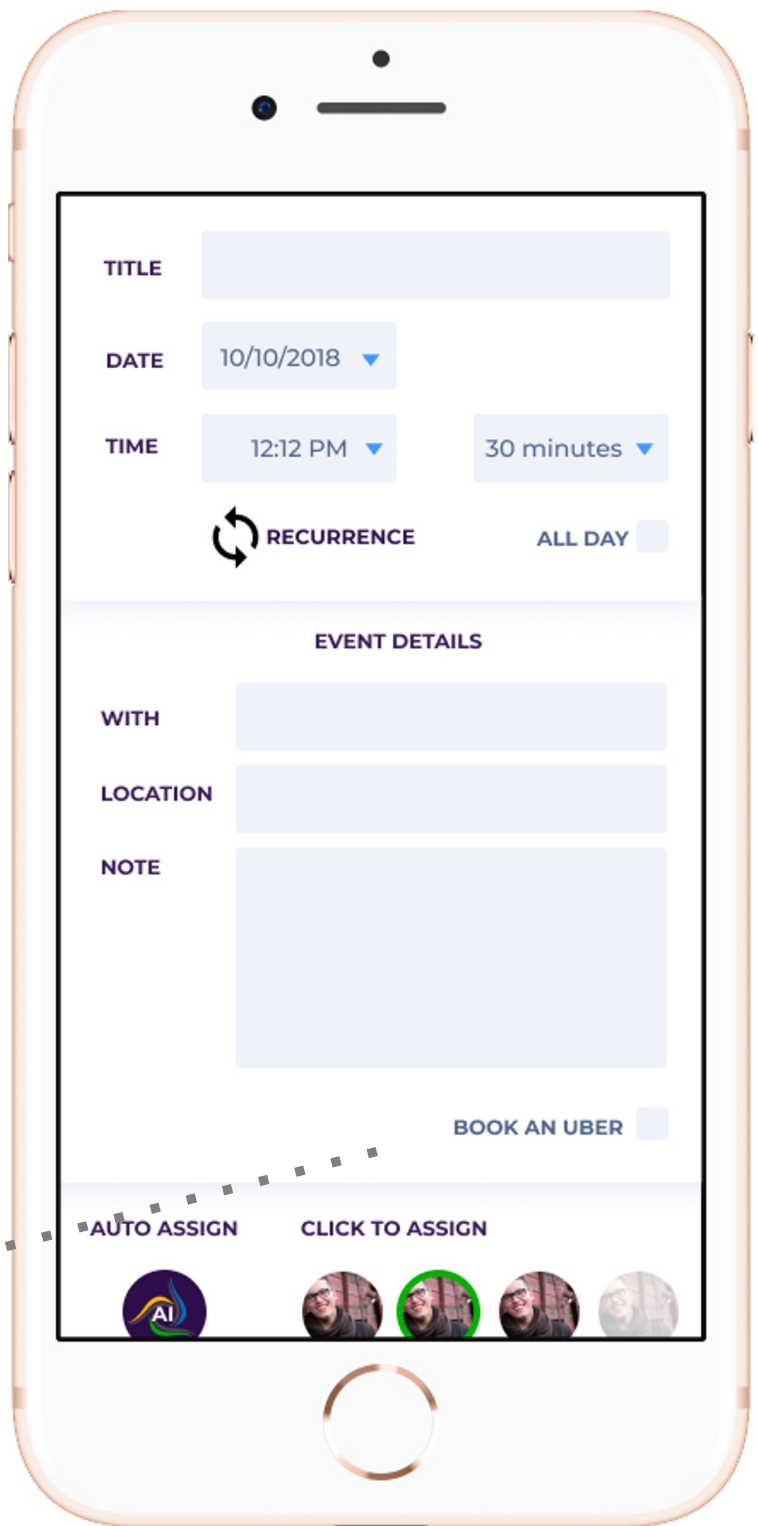 TITLE
DATE 10/10/2018
TIME 12:12 PM 30 minutes
RECURRENCE ALL DAY
EVENT DETAILS
WITH
LOCATION
NOTE
BOOK AN UBER
AUTO ASSIGN CLICK TO ASSIGN
AI